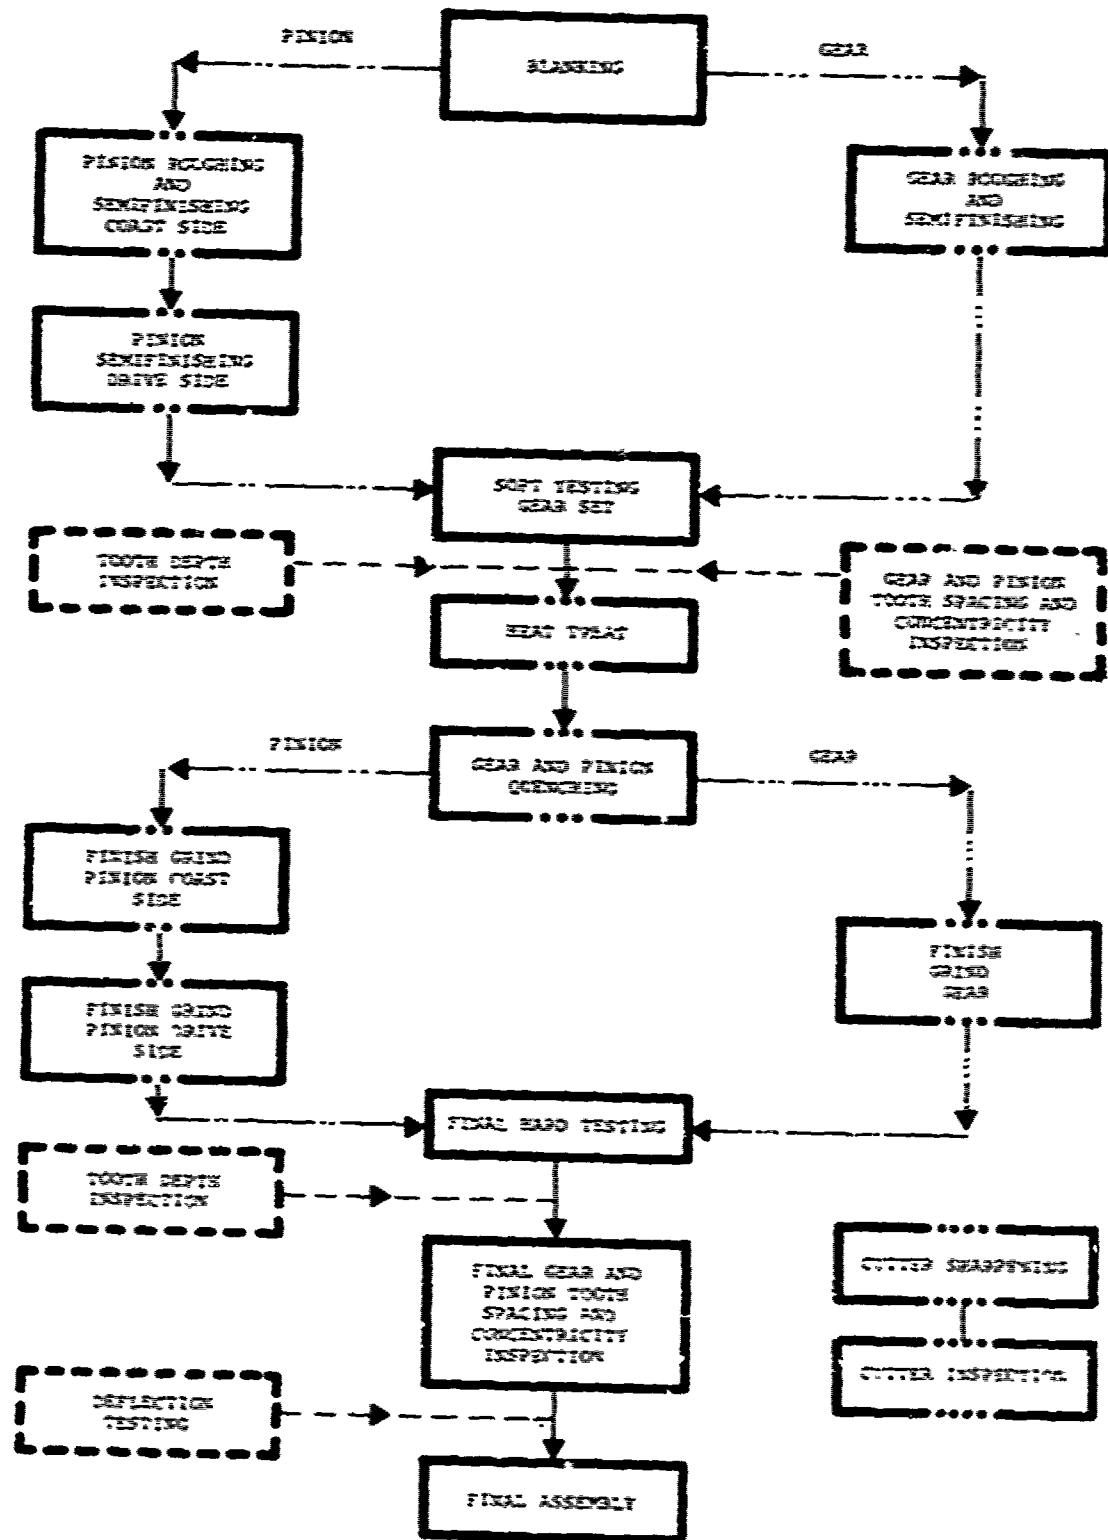 PINION
GEAR
BLANKING
PINION ROUGHING
AND
SEMIFINISHING
COAST SIDE
GEAR ROUGHING
AND
SEMIFINISHING
PINION
SEMIFINISHING
DRIVE SIDE
SOFT TESTING
GEAR SET
TOOTH DEPTH
INSPECTION
GEAR AND PINION
TOOTH SPACING AND
CONCENTRICITY
INSPECTION
HEAT TREAT
PINION
GEAR
GEAR AND PINION
QUENCHING
FINISH GRIND
PINION COAST
SIDE
FINISH
GRIND
GEAR
FINISH GRIND
PINION DRIVE
SIDE
FINAL HARD TESTING
TOOTH DEPTH
INSPECTION
FINAL GEAR AND
PINION TOOTH
SPACING AND
CONCENTRICITY
INSPECTION
CUTTER SHARPENING
CUTTER INSPECTION
DEFLECTION
TESTING
FINAL ASSEMBLY